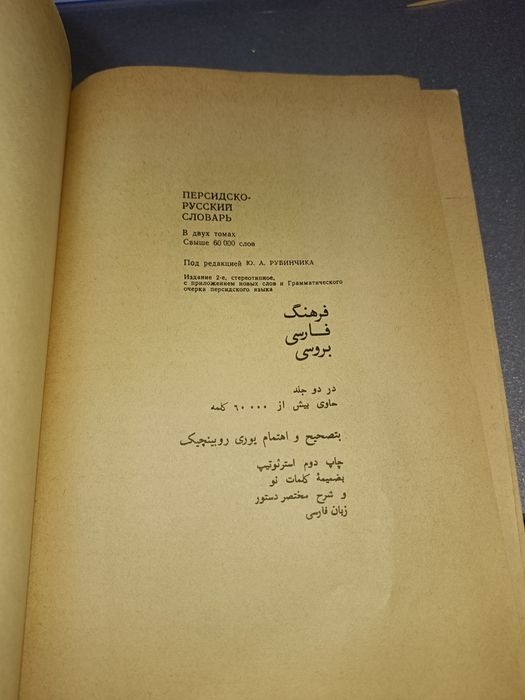 ПЕРСИДСКО-
РУССКИЙ
СЛОВАРЬ
В двух томах
Свыше 60 000 слов
Под редакцией Ю. А. РУБИНЧИКА
Издание 2-е, стереотипное,
с приложением новых слов и Грамматического
очерка персидского языка
فرهنگ
فارسی
بروسی
در دو جلد
حاوی بیش از ۶۰۰۰۰ کلمه
بتصحیح و اهتمام یوری روبینچیک
چاپ دوم استرئوتیپ
بضمیمهٔ کلمات نو
و شرح مختصر دستور
زبان فارسی